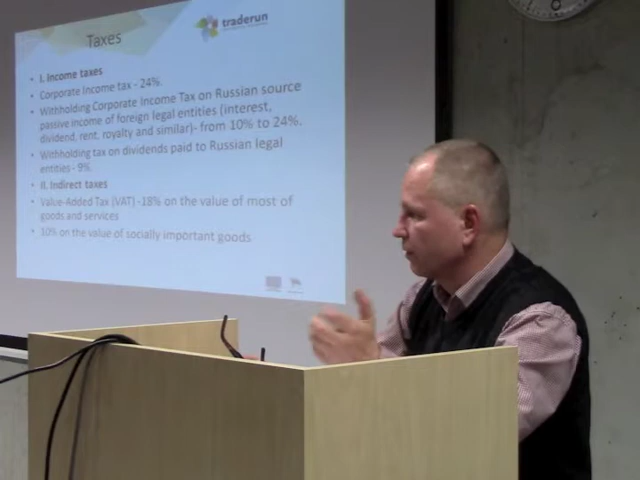 Taxes
traderun
• I. Income taxes
• Corporate Income tax - 24%.
• Withholding Corporate Income Tax on Russian source
passive income of foreign legal entities (interest,
dividend, rent, royalty and similar)- from 10% to 24%.
• Withholding tax on dividends paid to Russian legal
entities - 9%
• II. Indirect taxes
• Value-Added Tax (VAT) -18% on the value of most of
goods and services
• 10% on the value of socially important goods